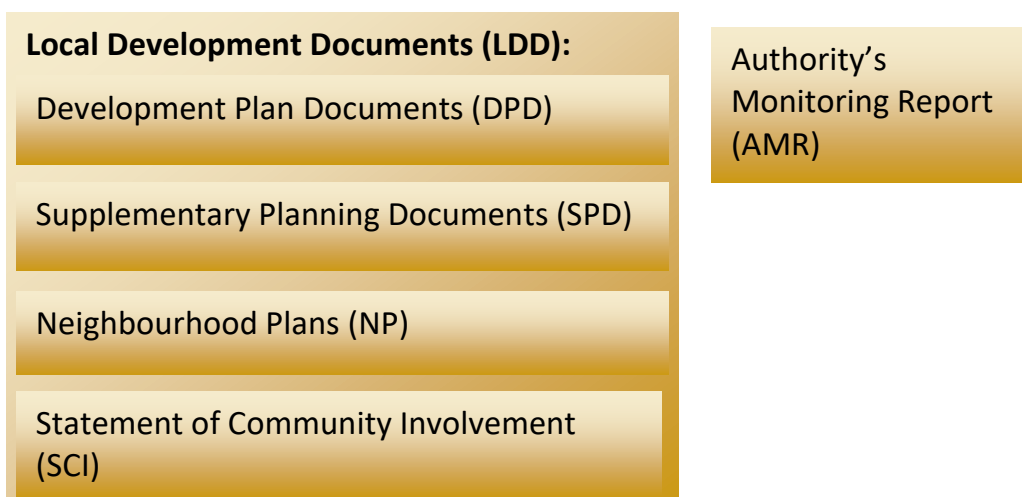 Local Development Documents (LDD):
Development Plan Documents (DPD)
Supplementary Planning Documents (SPD)
Neighbourhood Plans (NP)
Statement of Community Involvement
(SCI)
Authority’s
Monitoring Report
(AMR)